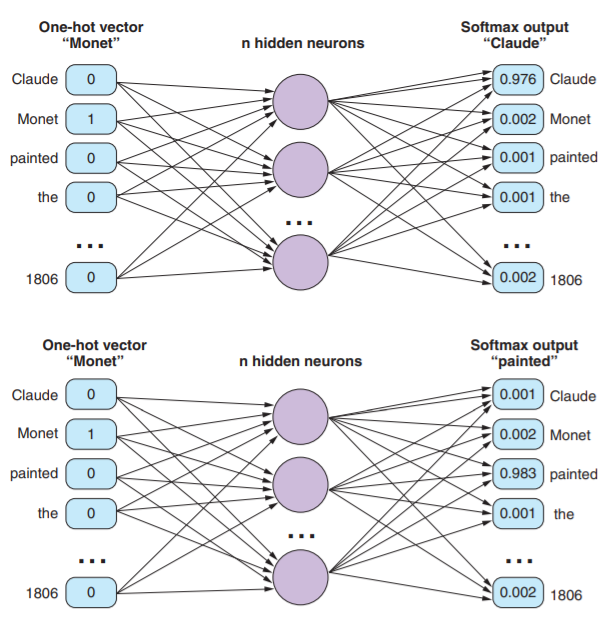 One-hot vector
“Monet”
n hidden neurons
Softmax output
“Claude”
Claude 0 0.976 Claude
Monet 1 0.002 Monet
painted 0 0.001 painted
the 0 0.001 the
... ... ...
1806 0 0.002 1806
One-hot vector
“Monet”
n hidden neurons
Softmax output
“painted”
Claude 0 0.001 Claude
Monet 1 0.002 Monet
painted 0 0.983 painted
the 0 0.001 the
... ... ...
1806 0 0.002 1806